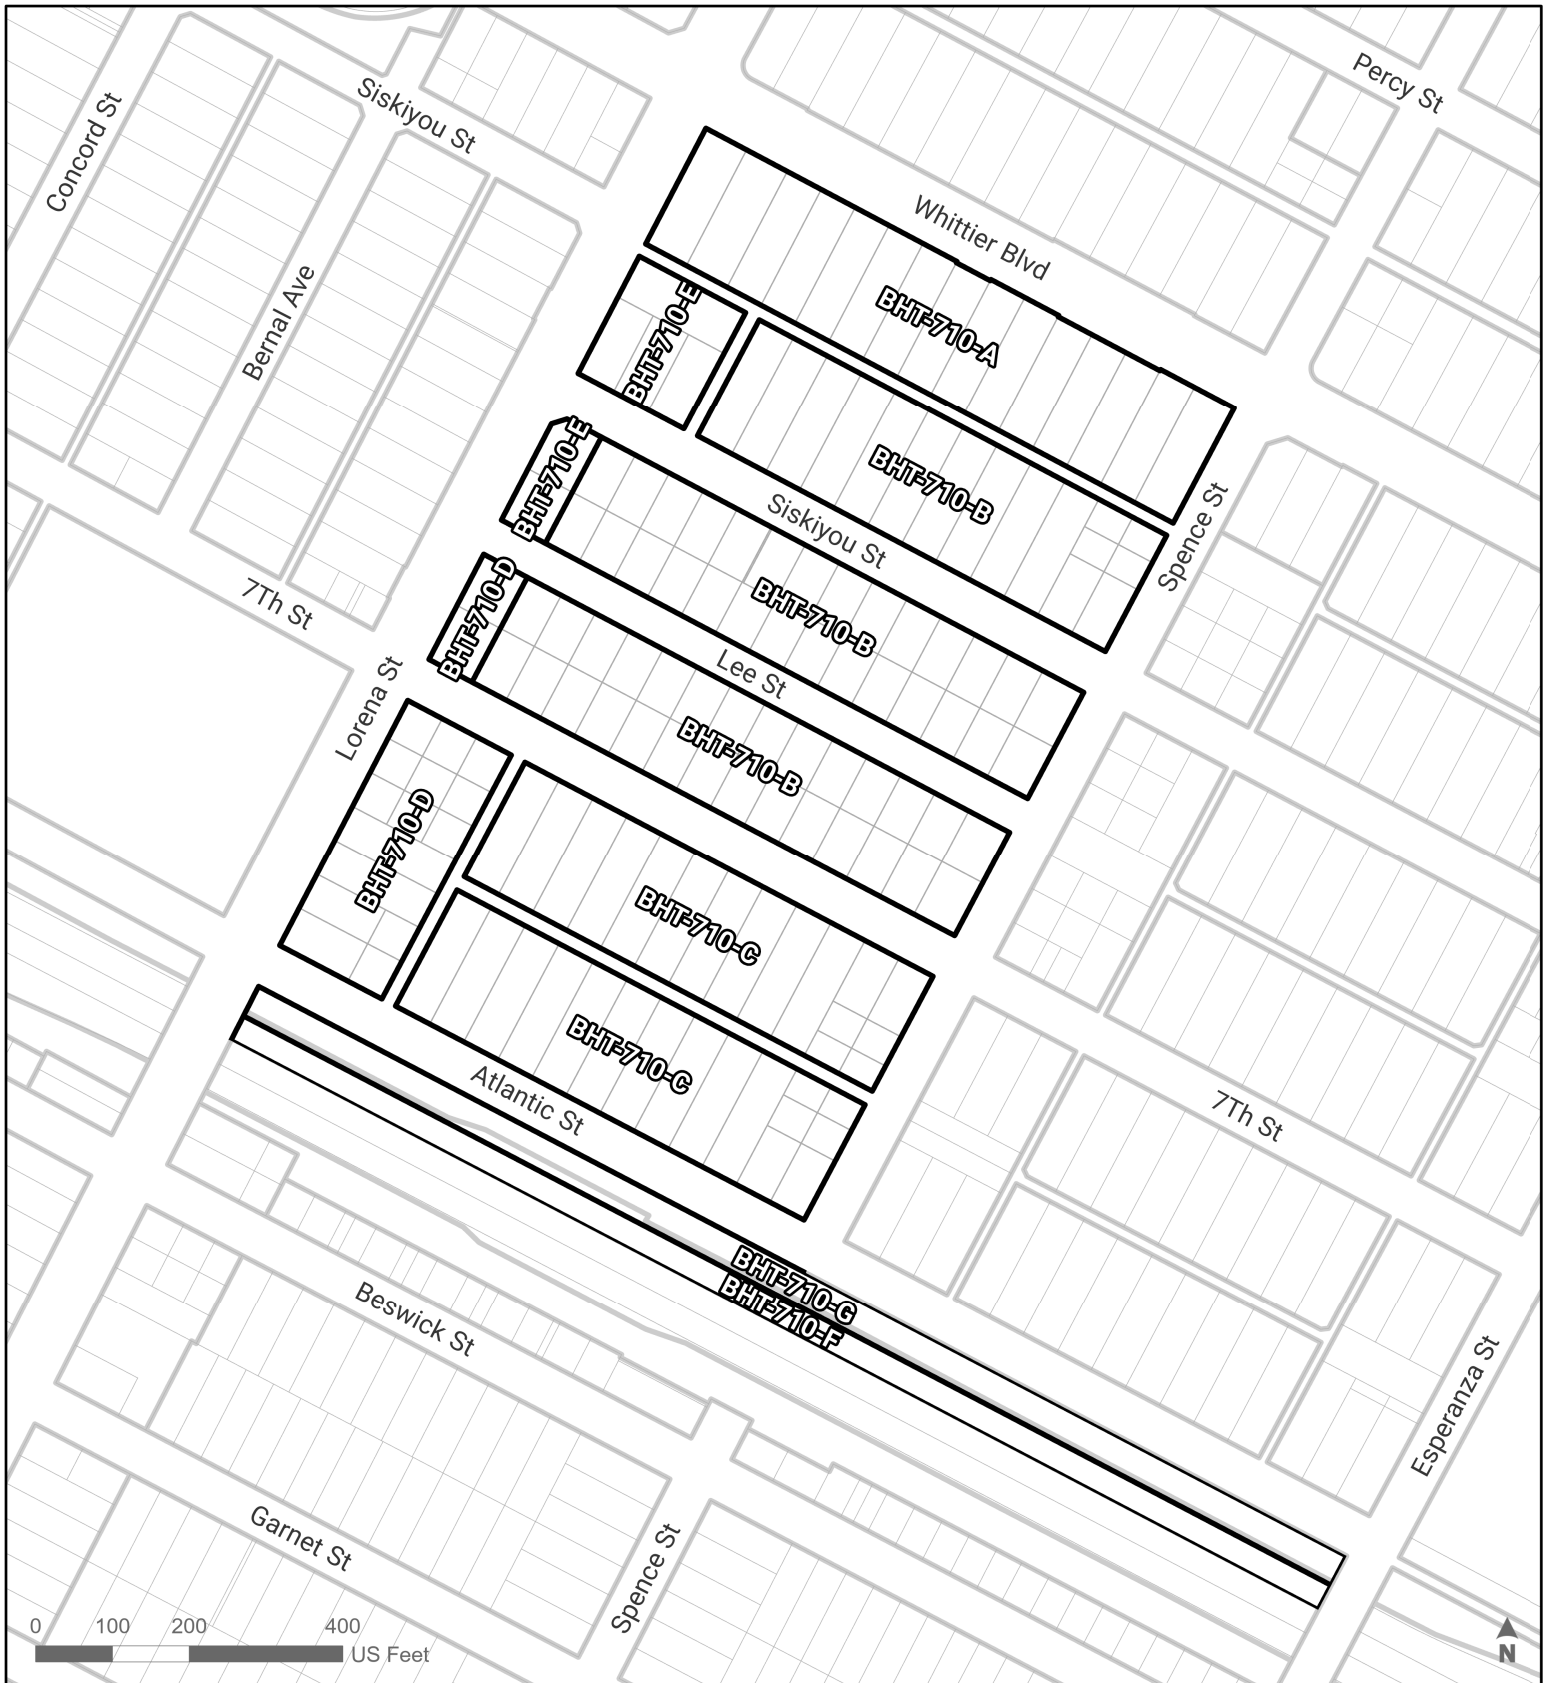 Percy St
Siskiyou St
Concord St
Whittier Blvd
Bernal Ave
BHT-710-E
BHT-710-A
BHT-710-E
BHT-710-B
Siskiyou St
Spence St
BHT-710-D
7Th St
BHT-710-B
Lee St
Lorena St
BHT-710-B
BHT-710-D
BHT-710-C
BHT-710-C
Atlantic St
7Th St
BHT-710-G
BHT-710-F
Beswick St
Esperanza St
Garnet St
Spence St
0 100 200 400
US Feet
N